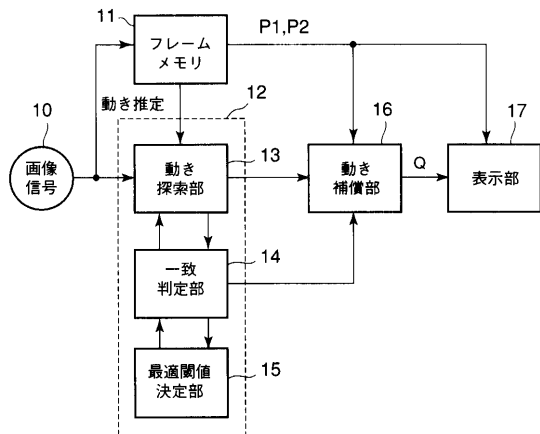 11
フレーム
メモリ
P1,P2
動き推定
12
10
画像
信号
13
動き
探索部
16
動き
補償部
Q
17
表示部
14
一致
判定部
15
最適閾値
決定部